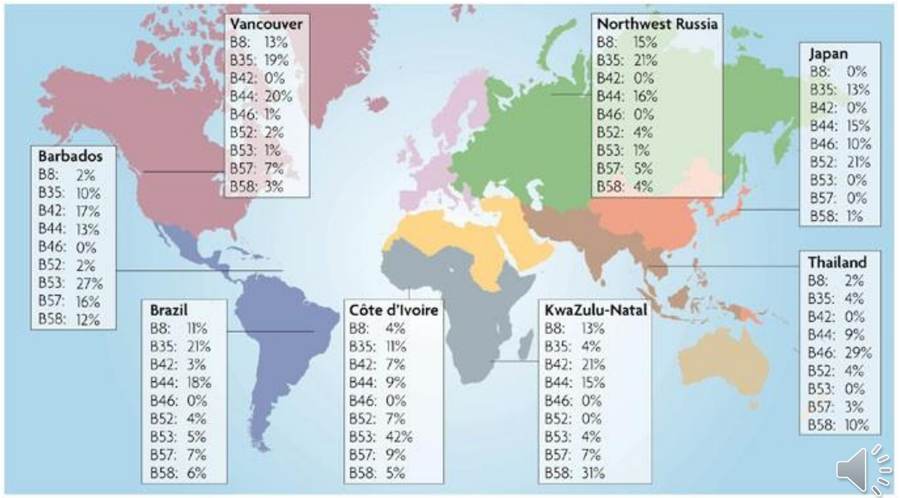 Vancouver
B8: 13%
B35: 19%
B42: 0%
B44: 20%
B46: 1%
B52: 2%
B53: 1%
B57: 7%
B58: 3%
Northwest Russia
B8: 15%
B35: 21%
B42: 0%
B44: 16%
B46: 0%
B52: 4%
B53: 1%
B57: 5%
B58: 4%
Japan
B8: 0%
B35: 13%
B42: 0%
B44: 15%
B46: 10%
B52: 21%
B53: 0%
B57: 0%
B58: 1%
Barbados
B8: 2%
B35: 10%
B42: 17%
B44: 13%
B46: 0%
B52: 2%
B53: 27%
B57: 16%
B58: 12%
Brazil
B8: 11%
B35: 21%
B42: 3%
B44: 18%
B46: 0%
B52: 4%
B53: 5%
B57: 7%
B58: 6%
Côte d'Ivoire
B8: 4%
B35: 11%
B42: 7%
B44: 9%
B46: 0%
B52: 7%
B53: 42%
B57: 9%
B58: 5%
KwaZulu-Natal
B8: 13%
B35: 4%
B42: 21%
B44: 15%
B46: 0%
B52: 0%
B53: 4%
B57: 7%
B58: 31%
Thailand
B8: 2%
B35: 4%
B42: 0%
B44: 9%
B46: 29%
B52: 4%
B53: 0%
B57: 3%
B58: 10%